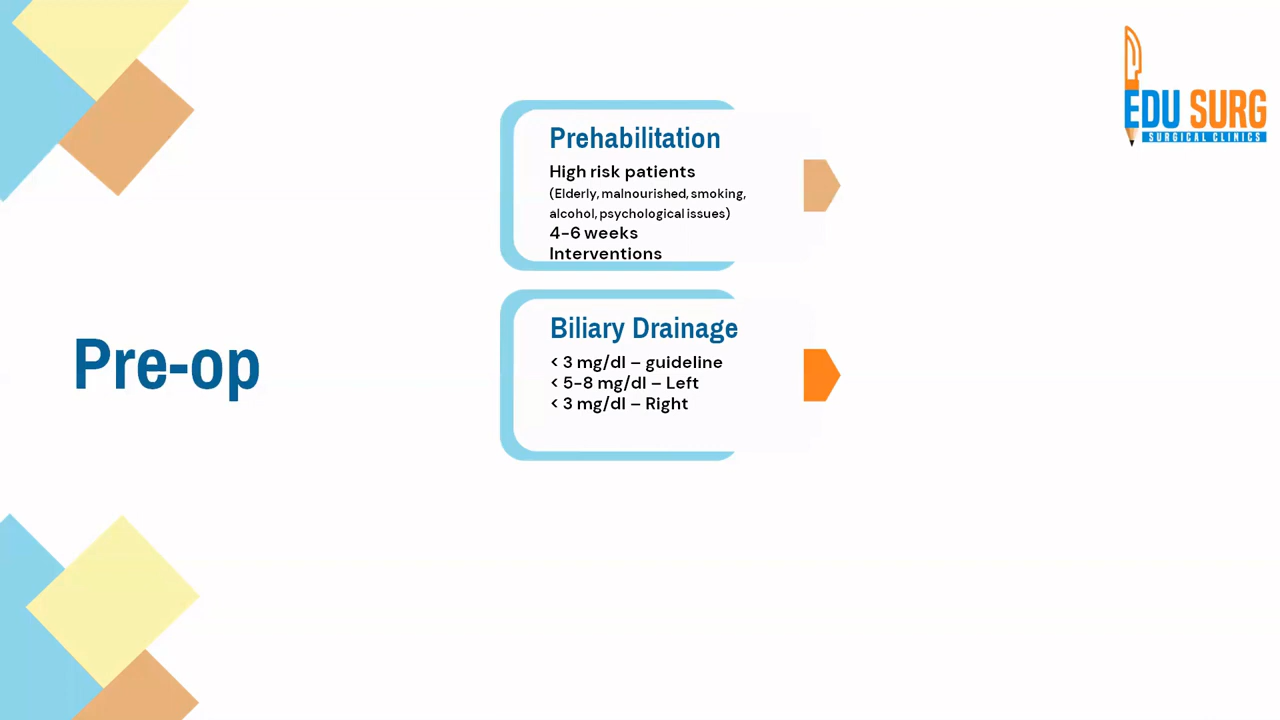 EDU SURG
SURGICAL CLINICS
Prehabilitation
High risk patients
(Elderly, malnourished, smoking,
alcohol, psychological issues)
4-6 weeks
Interventions
Pre-op
Biliary Drainage
< 3 mg/dl – guideline
< 5-8 mg/dl – Left
< 3 mg/dl – Right